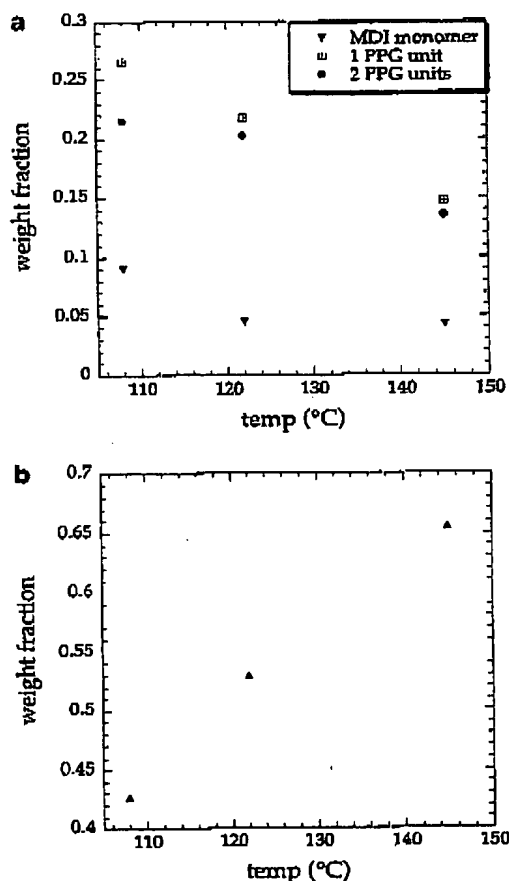 a
0.3
MDI monomer
1 PPG unit
2 PPG units
0.25
0.2
0.15
0.1
0.05
0
weight fraction
110 120 130 140 150
temp (°C)
b
0.7
0.65
0.6
0.55
0.5
0.45
0.4
weight fraction
110 120 130 140 150
temp (°C)